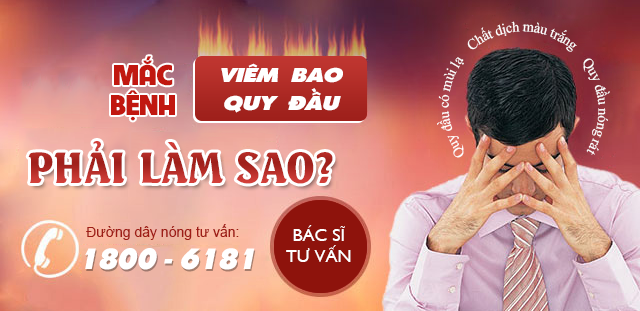 MẮC
BỆNH
VIÊM BAO
QUY ĐẦU
PHẢI LÀM SAO?
Đường dây nóng tư vấn:
1800 - 6181
BÁC SĨ
TƯ VẤN
Quy đầu có mùi lạ
Chất dịch màu trắng
Quy đầu nóng rát